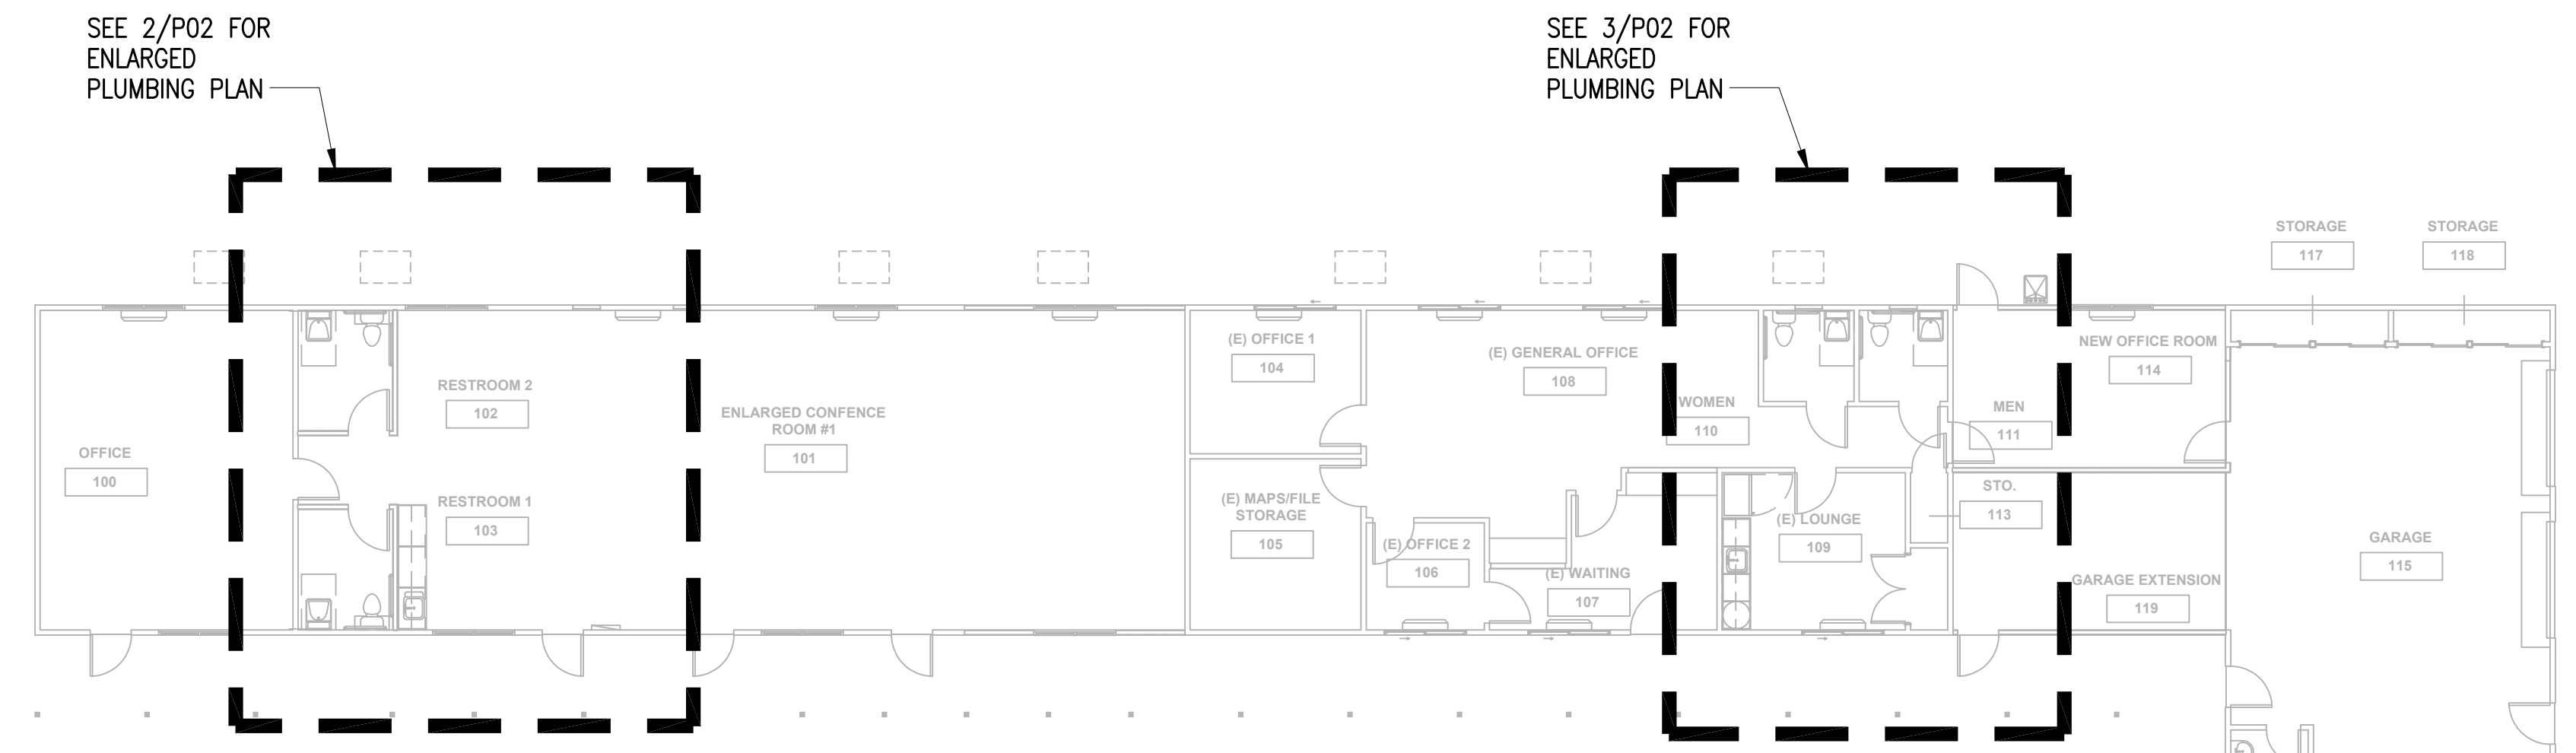 SEE 2/P02 FOR
ENLARGED
PLUMBING PLAN
SEE 3/P02 FOR
ENLARGED
PLUMBING PLAN
STORAGE
117
STORAGE
118
OFFICE
100
RESTROOM 2
102
RESTROOM 1
103
ENLARGED CONFENCE
ROOM #1
101
(E) OFFICE 1
104
(E) MAPS/FILE
STORAGE
105
(E) GENERAL OFFICE
108
(E) OFFICE 2
106
(E) WAITING
107
WOMEN
110
(E) LOUNGE
109
MEN
111
STO.
113
NEW OFFICE ROOM
114
GARAGE EXTENSION
119
GARAGE
115